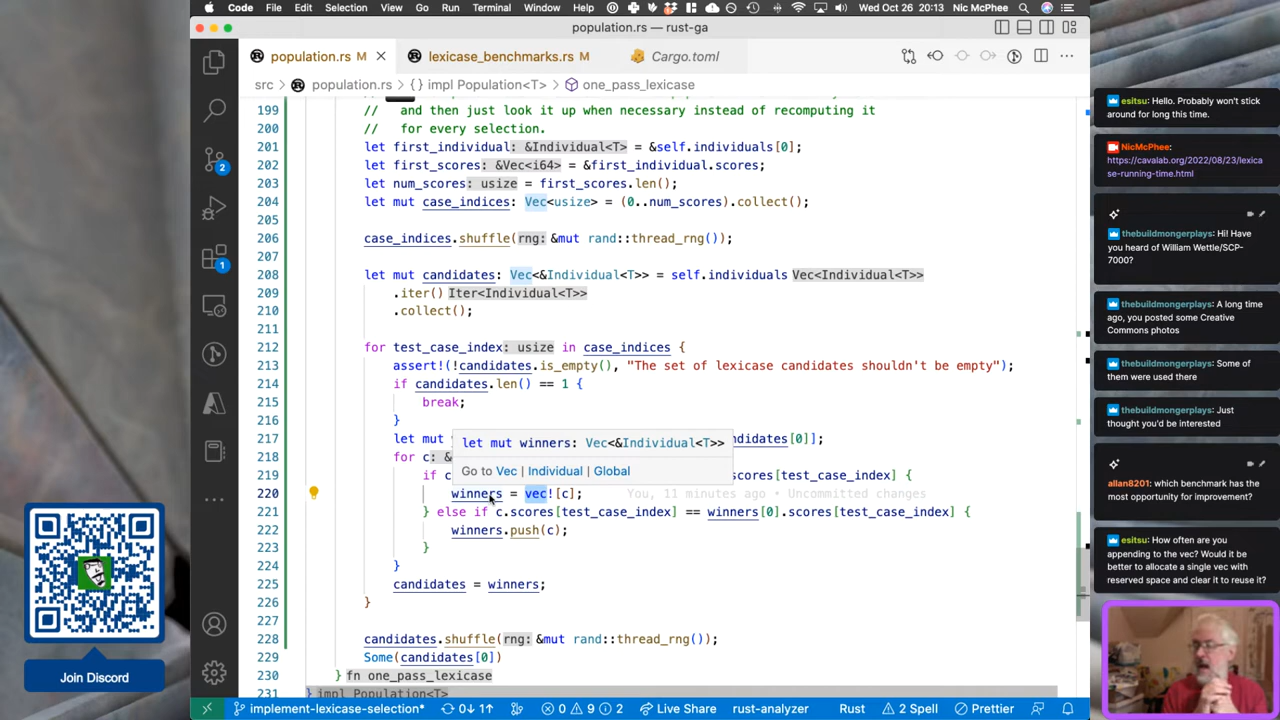 Code File Edit Selection View Go Run Terminal Window Help Wed Oct 26 20:13 Nic McPhee
population.rs — rust-ga
population.rs M lexicase_benchmarks.rs M Cargo.toml
src population.rs {} impl Population<T> one_pass_lexicase
199 // and then just look it up when necessary instead of recomputing it
200 // for every selection.
201 let first_individual: &Individual<T> = &self.individuals[0];
202 let first_scores: &Vec<i64> = &first_individual.scores;
203 let num_scores: usize = first_scores.len();
204 let mut case_indices: Vec<usize> = (0..num_scores).collect();
205
206 case_indices.shuffle(rng: &mut rand::thread_rng());
207
208 let mut candidates: Vec<&Individual<T>> = self.individuals Vec<Individual<T>>
209 .iter() Iter<Individual<T>>
210 .collect();
211
212 for test_case_index: usize in case_indices {
213 assert!(!candidates.is_empty(), "The set of lexicase candidates shouldn't be empty");
214 if candidates.len() == 1 {
215 break;
216 }
let mut winners: Vec<&Individual<T>>
Go to Vec | Individual | Global
217 let mut
218 for c: &
219 if c scores[test_case_index] {
220 winners = vec![c]; You, 11 minutes ago • Uncommitted changes
221 } else if c.scores[test_case_index] == winners[0].scores[test_case_index] {
222 winners.push(c);
223 }
224 }
225 candidates = winners;
226 }
227
228 candidates.shuffle(rng: &mut rand::thread_rng());
229 Some(candidates[0])
230 } fn one_pass_lexicase
231 } impl Population<T>
2
1
implement-lexicase-selection* 0↓ 1↑ 0 9 2 Live Share rust-analyzer Rust 2 Spell Prettier
Join Discord
esitsu: Hello. Probably won't stick
around for long this time.
NicMcPhee:
https://cavalab.org/2022/08/23/lexica
se-running-time.html
thebuildmongerplays: Hi! Have
you heard of William Wettle/SCP-
7000?
thebuildmongerplays: A long time
ago, you posted some Creative
Commons photos
thebuildmongerplays: Some of
them were used there
thebuildmongerplays: Just
thought you'd be interested
allan8201: which benchmark has the
most opportunity for improvement?
esitsu: How often are you
appending to the vec? Would it be
better to allocate a single vec with
reserved space and clear it to reuse it?